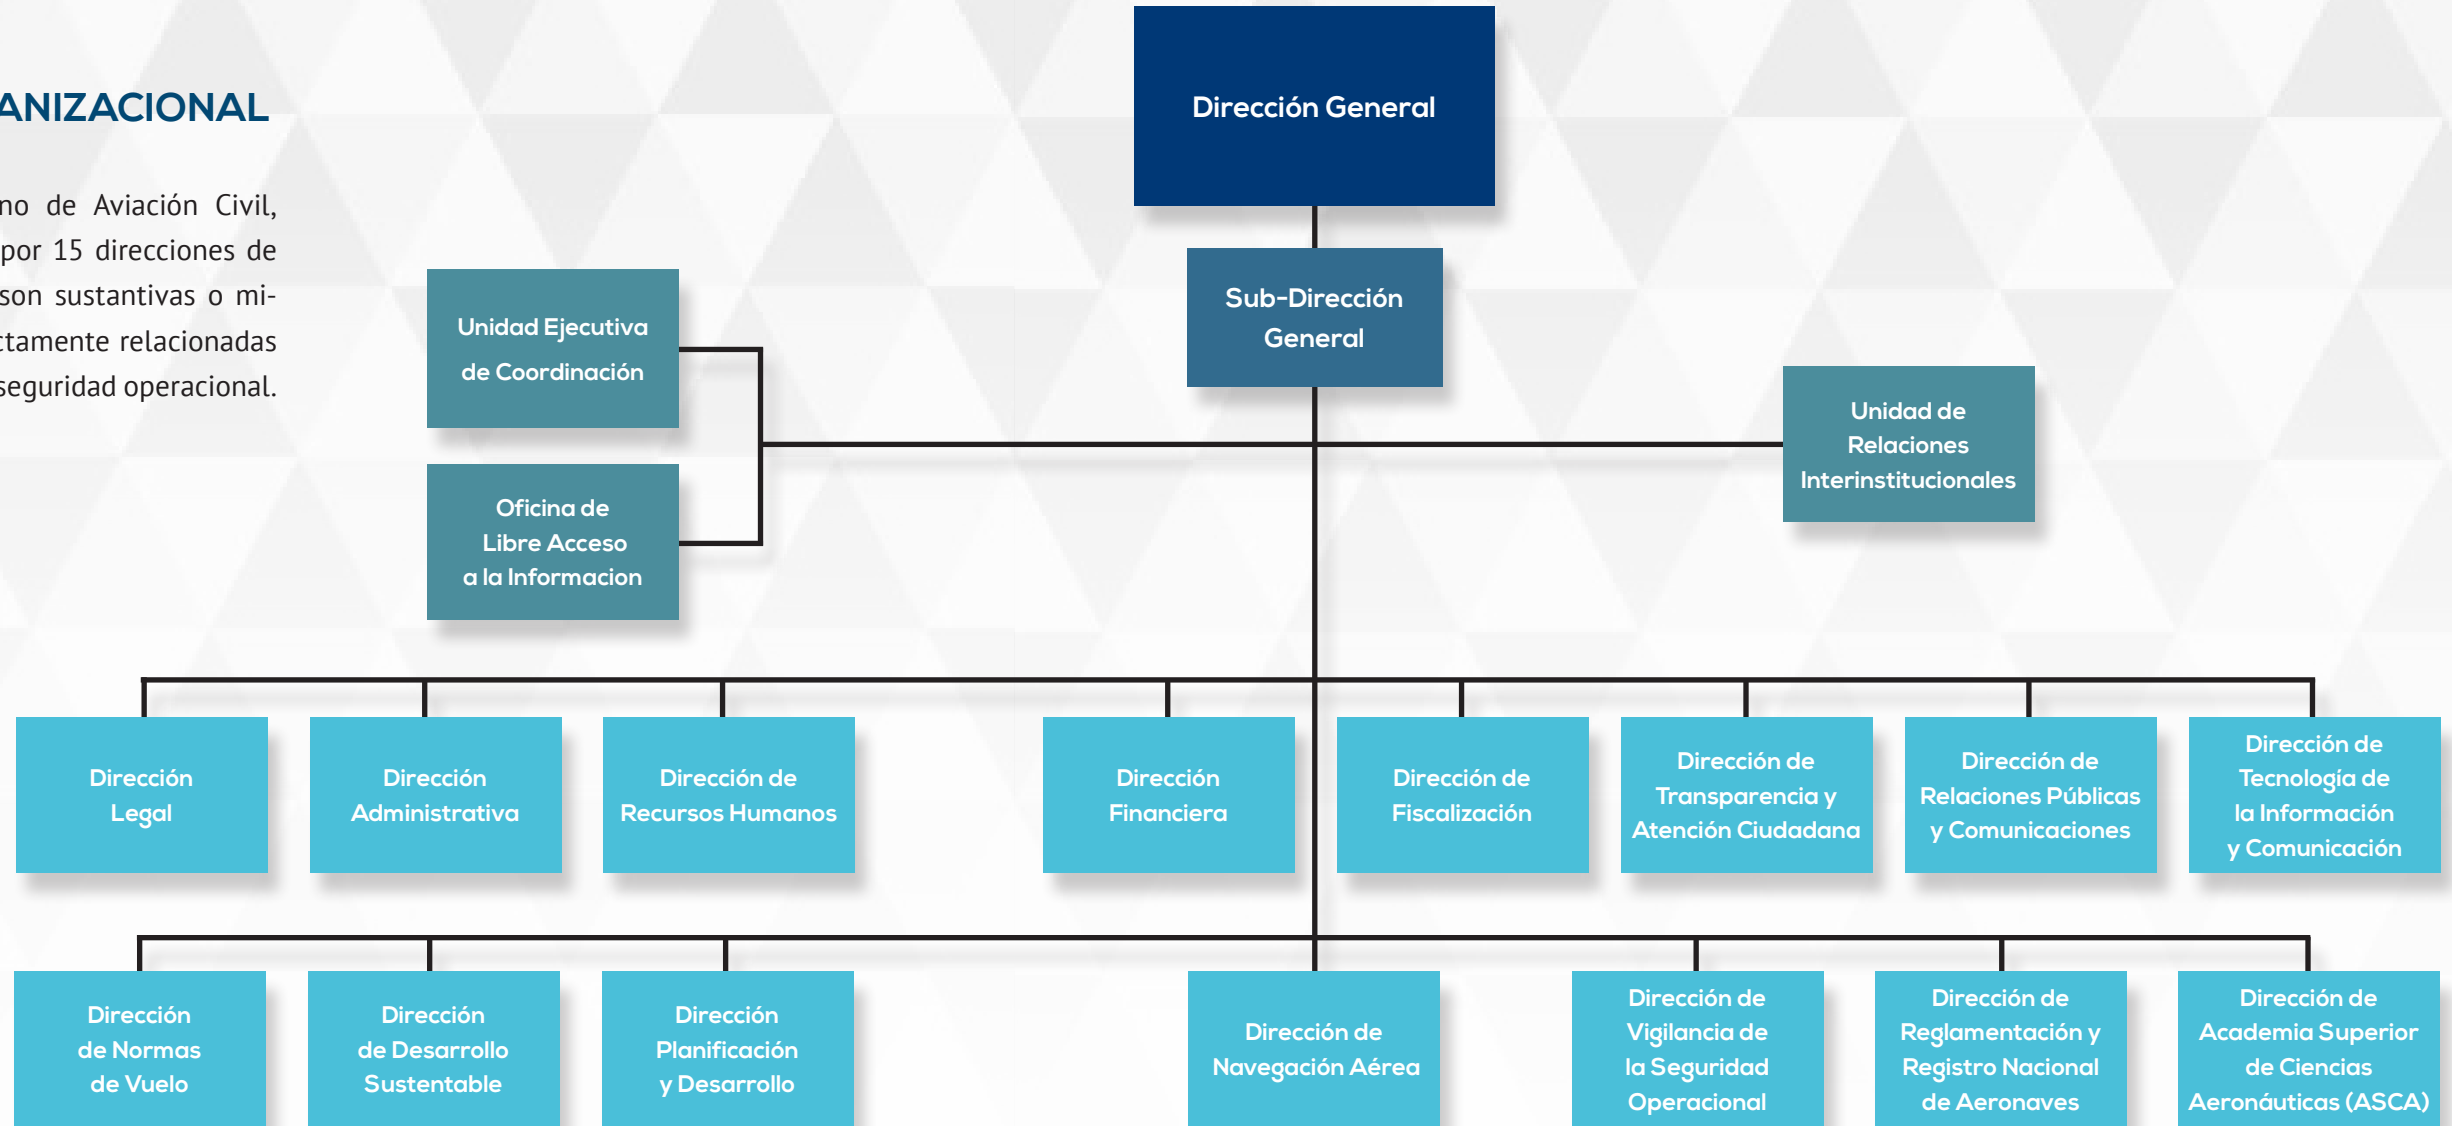 ANIZACIONAL
no de Aviación Civil,
por 15 direcciones de
son sustantivas o mi-
ctamente relacionadas
seguridad operacional.
Dirección General
Sub-Dirección
General
Unidad Ejecutiva
de Coordinación
Oficina de
Libre Acceso
a la Informacion
Unidad de
Relaciones
Interinstitucionales
Dirección
Legal
Dirección
Administrativa
Dirección de
Recursos Humanos
Dirección
Financiera
Dirección de
Fiscalización
Dirección de
Transparencia y
Atención Ciudadana
Dirección de
Relaciones Públicas
y Comunicaciones
Dirección de
Tecnología de
la Información
y Comunicación
Dirección
de Normas
de Vuelo
Dirección
de Desarrollo
Sustentable
Dirección
Planificación
y Desarrollo
Dirección de
Navegación Aérea
Dirección de
Vigilancia de
la Seguridad
Operacional
Dirección de
Reglamentación y
Registro Nacional
de Aeronaves
Dirección de
Academia Superior
de Ciencias
Aeronáuticas (ASCA)